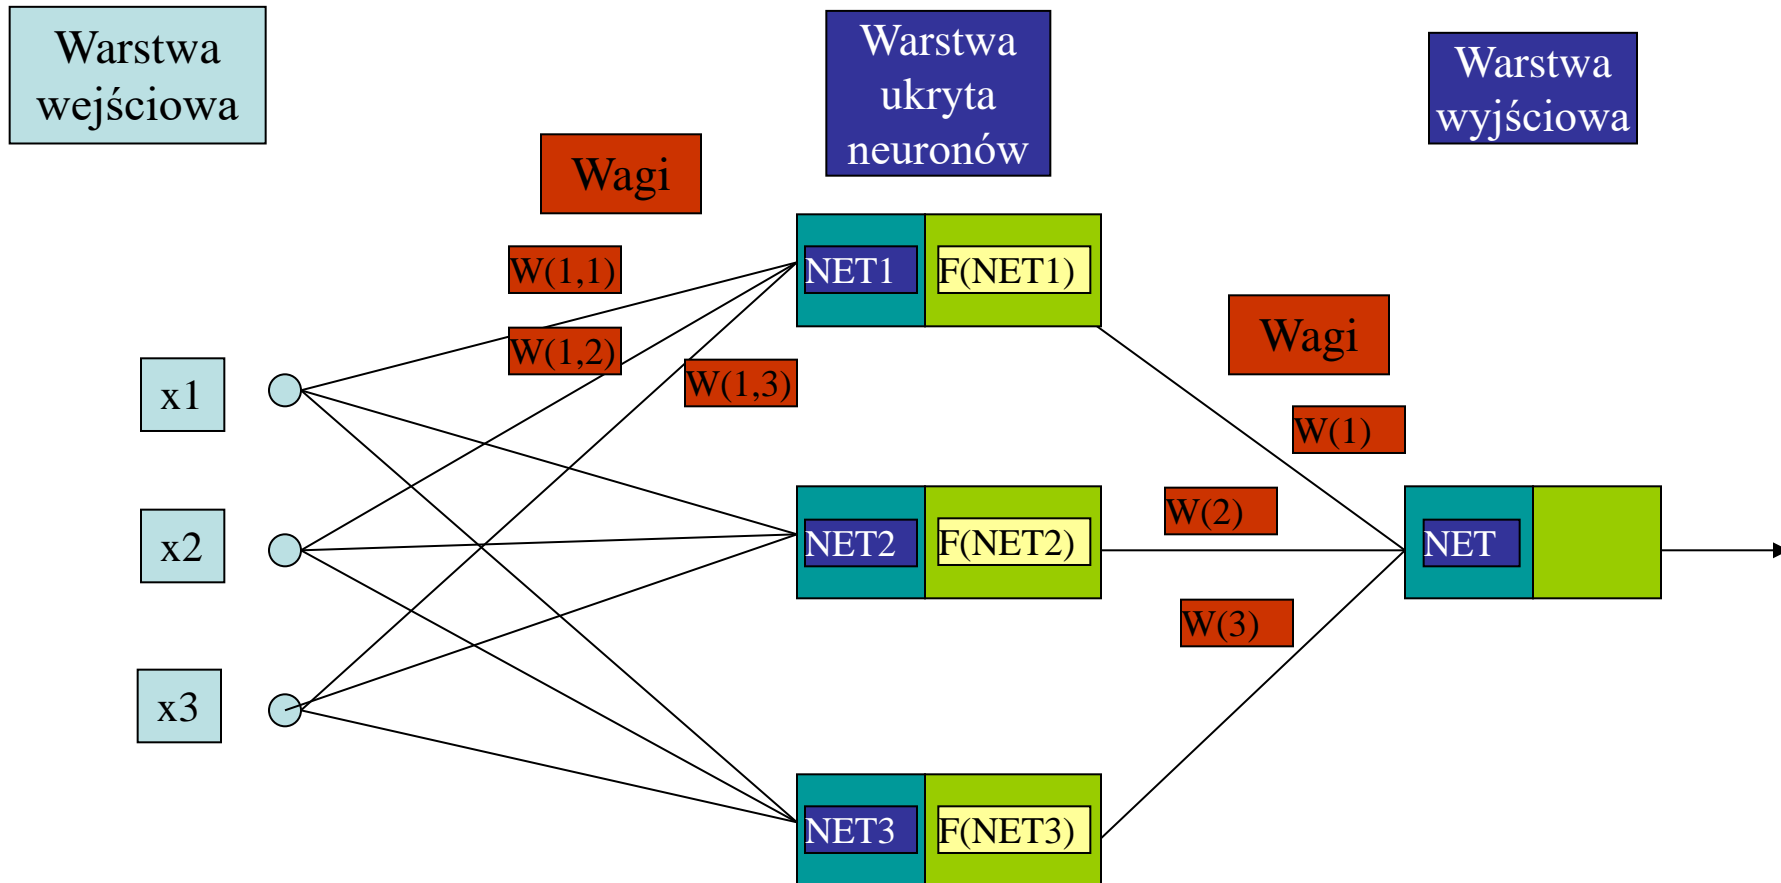 Warstwa
wejściowa
Warstwa
ukryta
neuronów
Warstwa
wyjściowa
Wagi
W(1,1)
NET1
F(NET1)
W(1,2)
Wagi
W(1,3)
x1
W(1)
W(2)
x2
NET2
F(NET2)
NET
W(3)
x3
NET3
F(NET3)